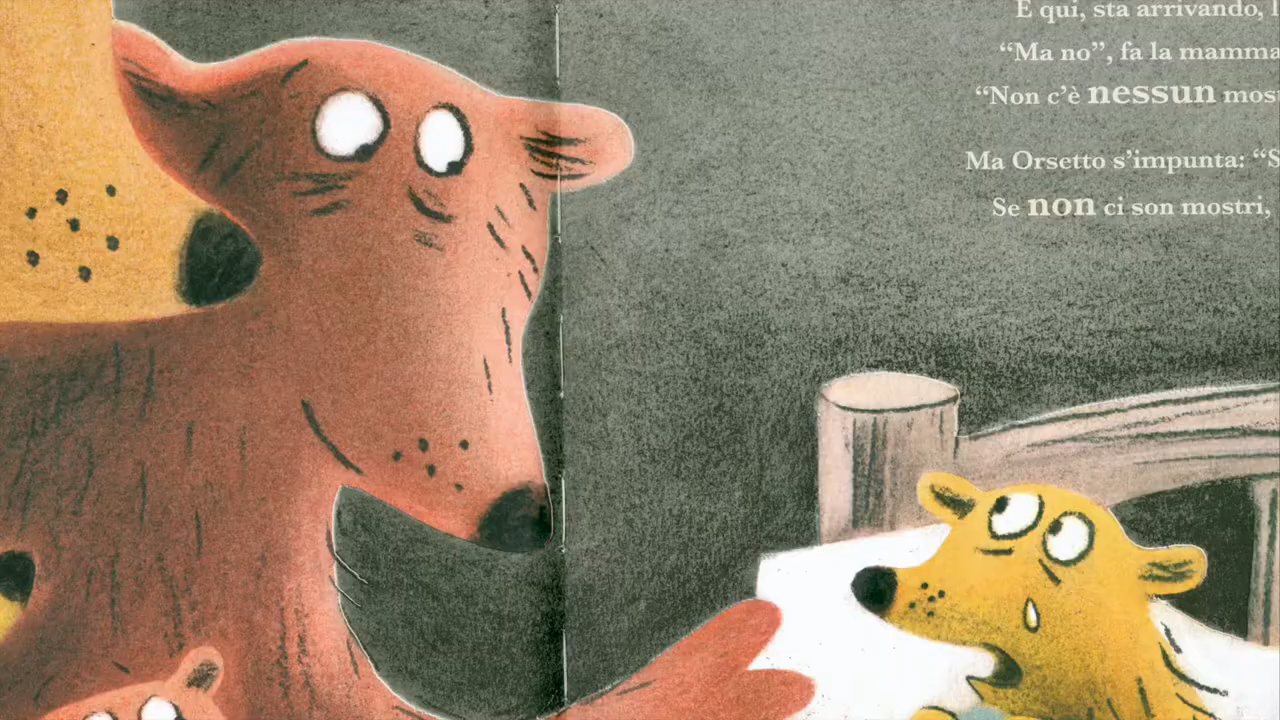 E qui, sta arrivando,
“Ma no”, fa la mamma
“Non c’è nessun
Ma Orsetto s’impunta:
Se non ci son mostri,